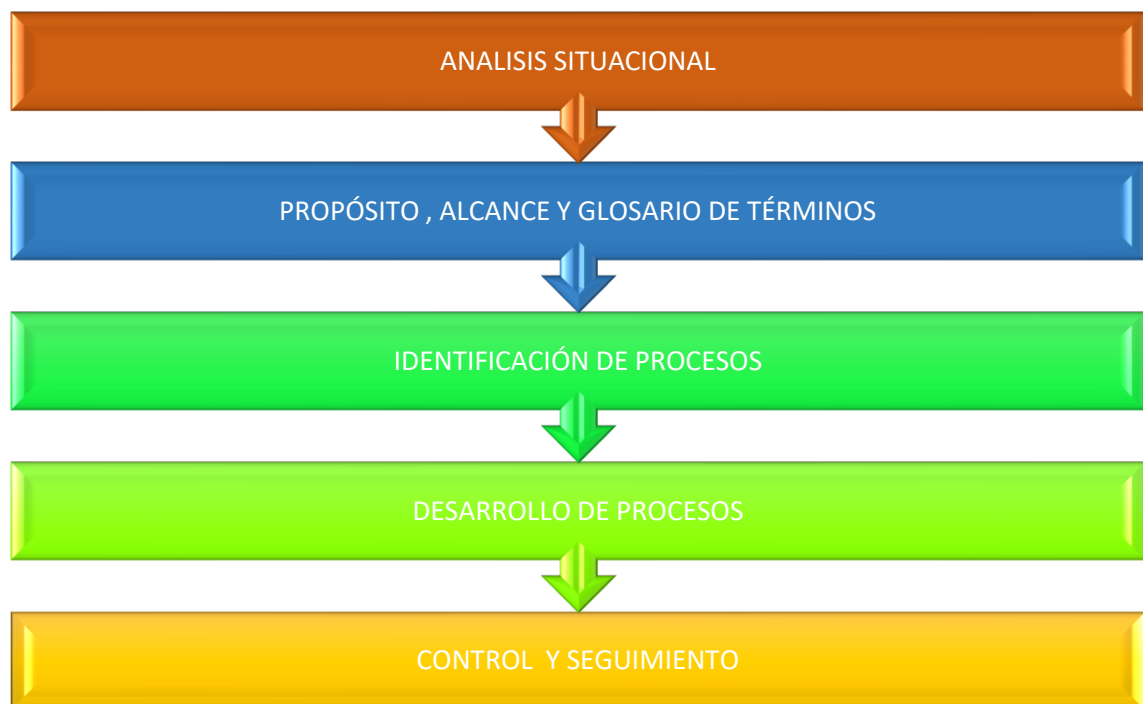 ANALISIS SITUACIONAL
PROPÓSITO , ALCANCE Y GLOSARIO DE TÉRMINOS
IDENTIFICACIÓN DE PROCESOS
DESARROLLO DE PROCESOS
CONTROL  Y SEGUIMIENTO